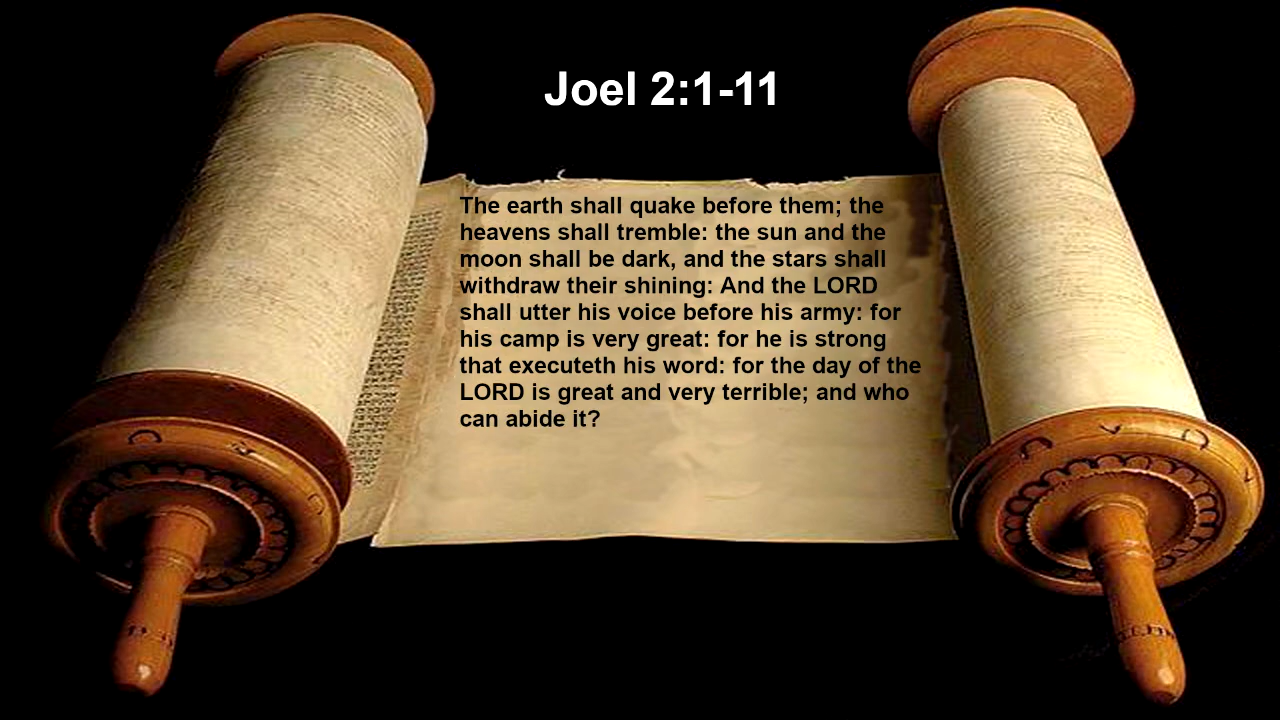 Joel 2:1-11
The earth shall quake before them; the
heavens shall tremble: the sun and the
moon shall be dark, and the stars shall
withdraw their shining: And the LORD
shall utter his voice before his army: for
his camp is very great: for he is strong
that executeth his word: for the day of the
LORD is great and very terrible; and who
can abide it?